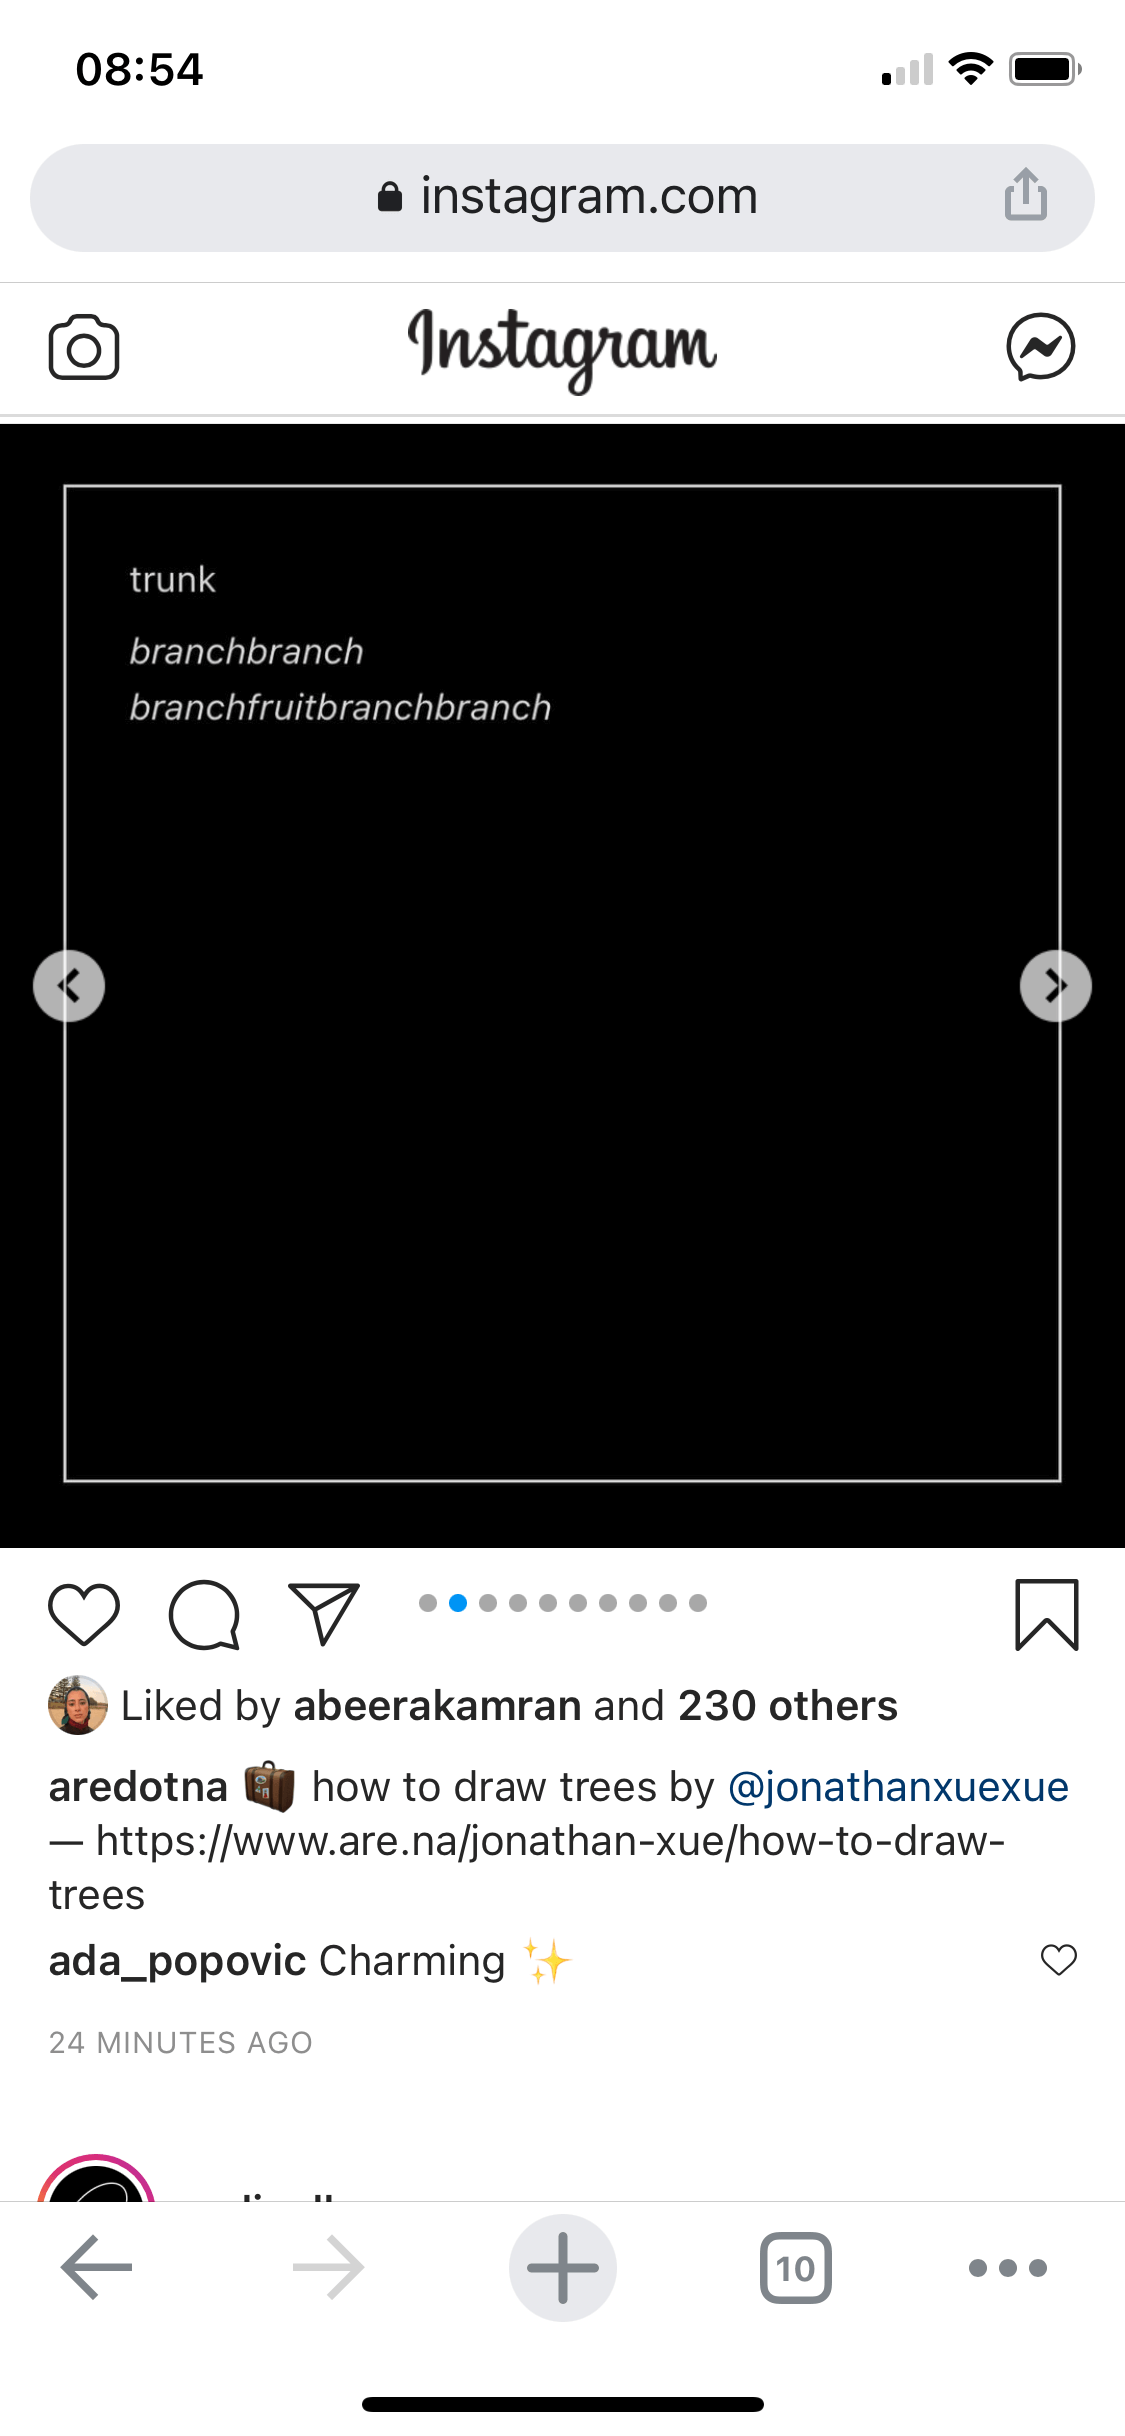 08:54
instagram.com
Instagram
trunk
branchbranch
branchfruitbranchbranch
Liked by abeerakamran and 230 others
aredotna 🧳 how to draw trees by @jonathanxuexue
— https://www.are.na/jonathan-xue/how-to-draw-
trees
ada_popovic Charming ✨
24 MINUTES AGO
10